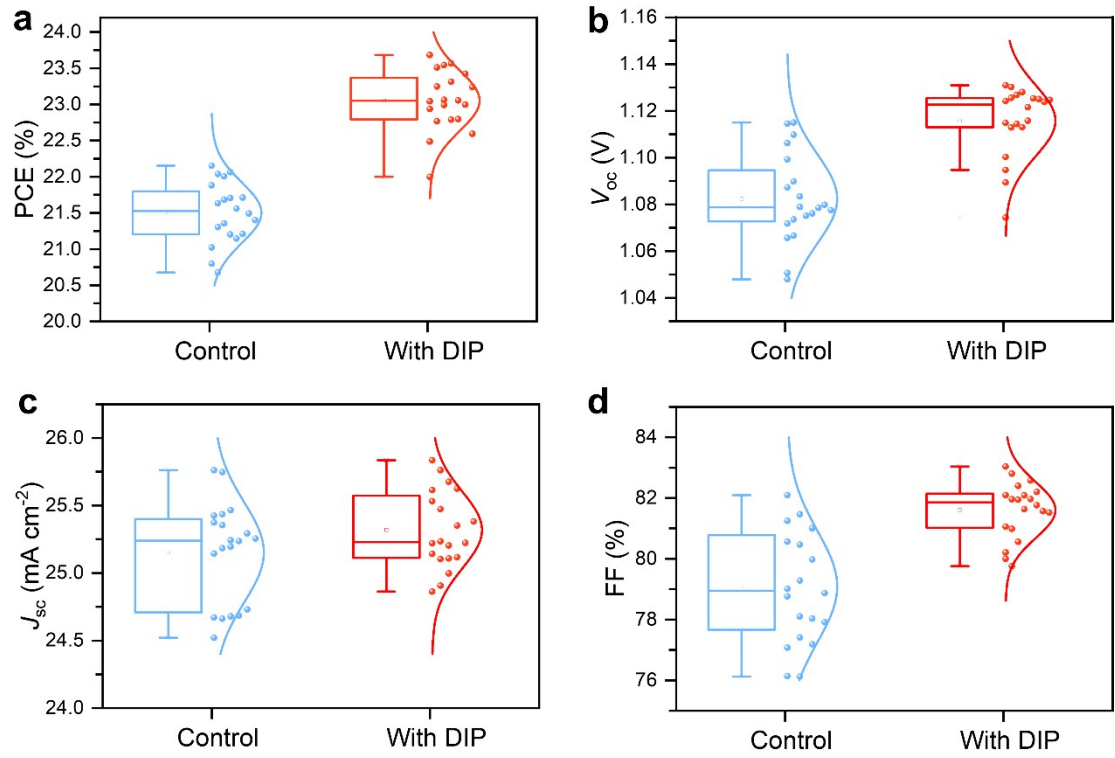 a
24.0
23.5
23.0
22.5
22.0
21.5
21.0
20.5
20.0
PCE (%)
Control
With DIP
b
1.16
1.14
1.12
1.10
1.08
1.06
1.04
Voc (V)
Control
With DIP
c
26.0
25.5
25.0
24.5
24.0
Jsc (mA cm-2)
Control
With DIP
d
84
82
80
78
76
FF (%)
Control
With DIP